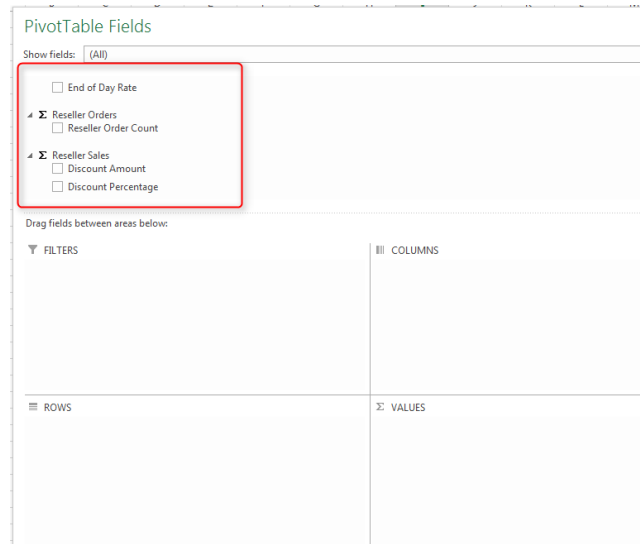 PivotTable Fields
Show fields: (All)
End of Day Rate
Σ Reseller Orders
Reseller Order Count
Σ Reseller Sales
Discount Amount
Discount Percentage
Drag fields between areas below:
FILTERS
COLUMNS
ROWS
Σ VALUES